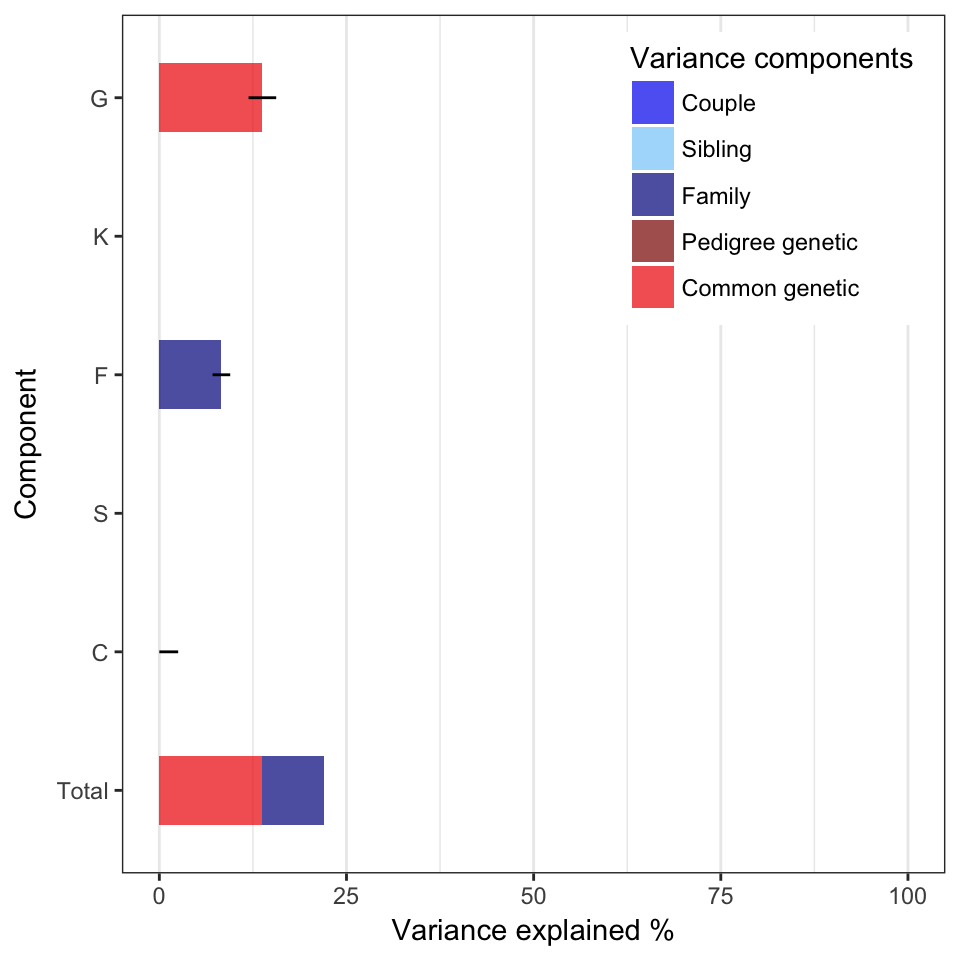 Variance components
Couple
Sibling
Family
Pedigree genetic
Common genetic
G
K
F
S
C
Total
Component
0 25 50 75 100
Variance explained %